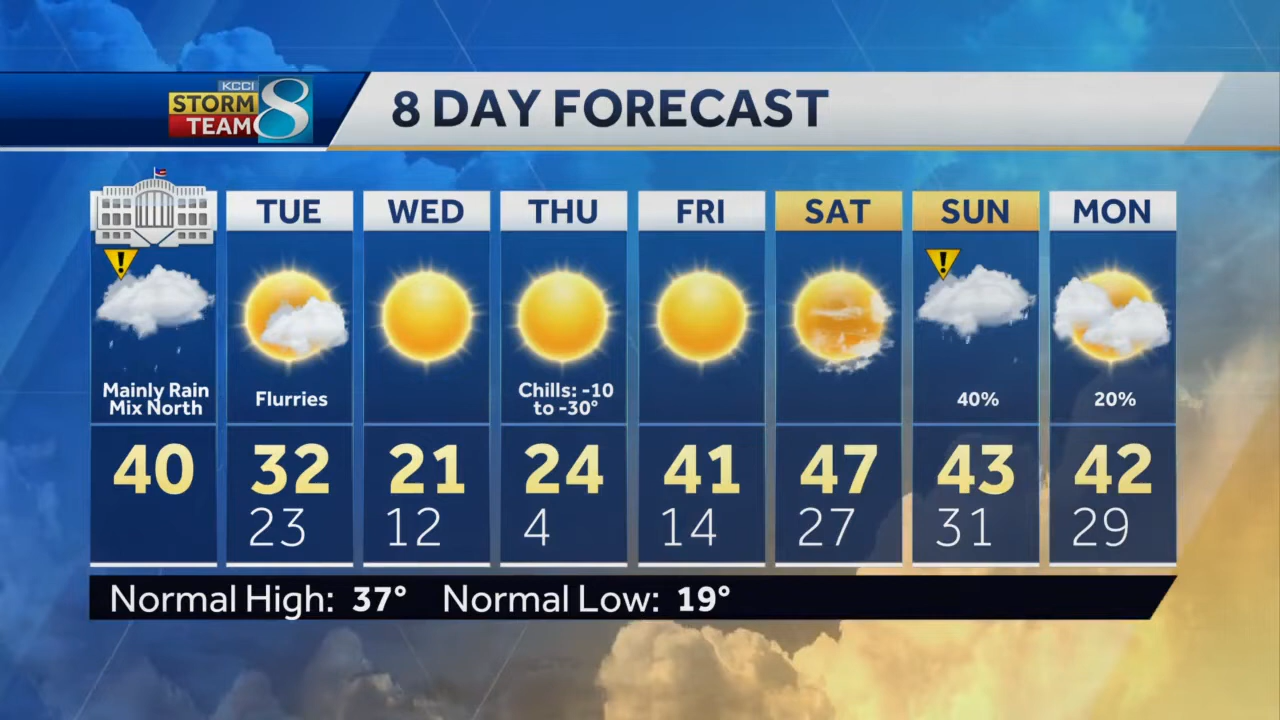 KCCI
STORM
TEAM 8
8 DAY FORECAST
TUE WED THU FRI SAT SUN MON
!
!
Mainly Rain
Mix North
Flurries
Chills: -10
to -30°
40%
20%
40 32 21 24 41 47 43 42
23 12 4 14 27 31 29
Normal High: 37° Normal Low: 19°